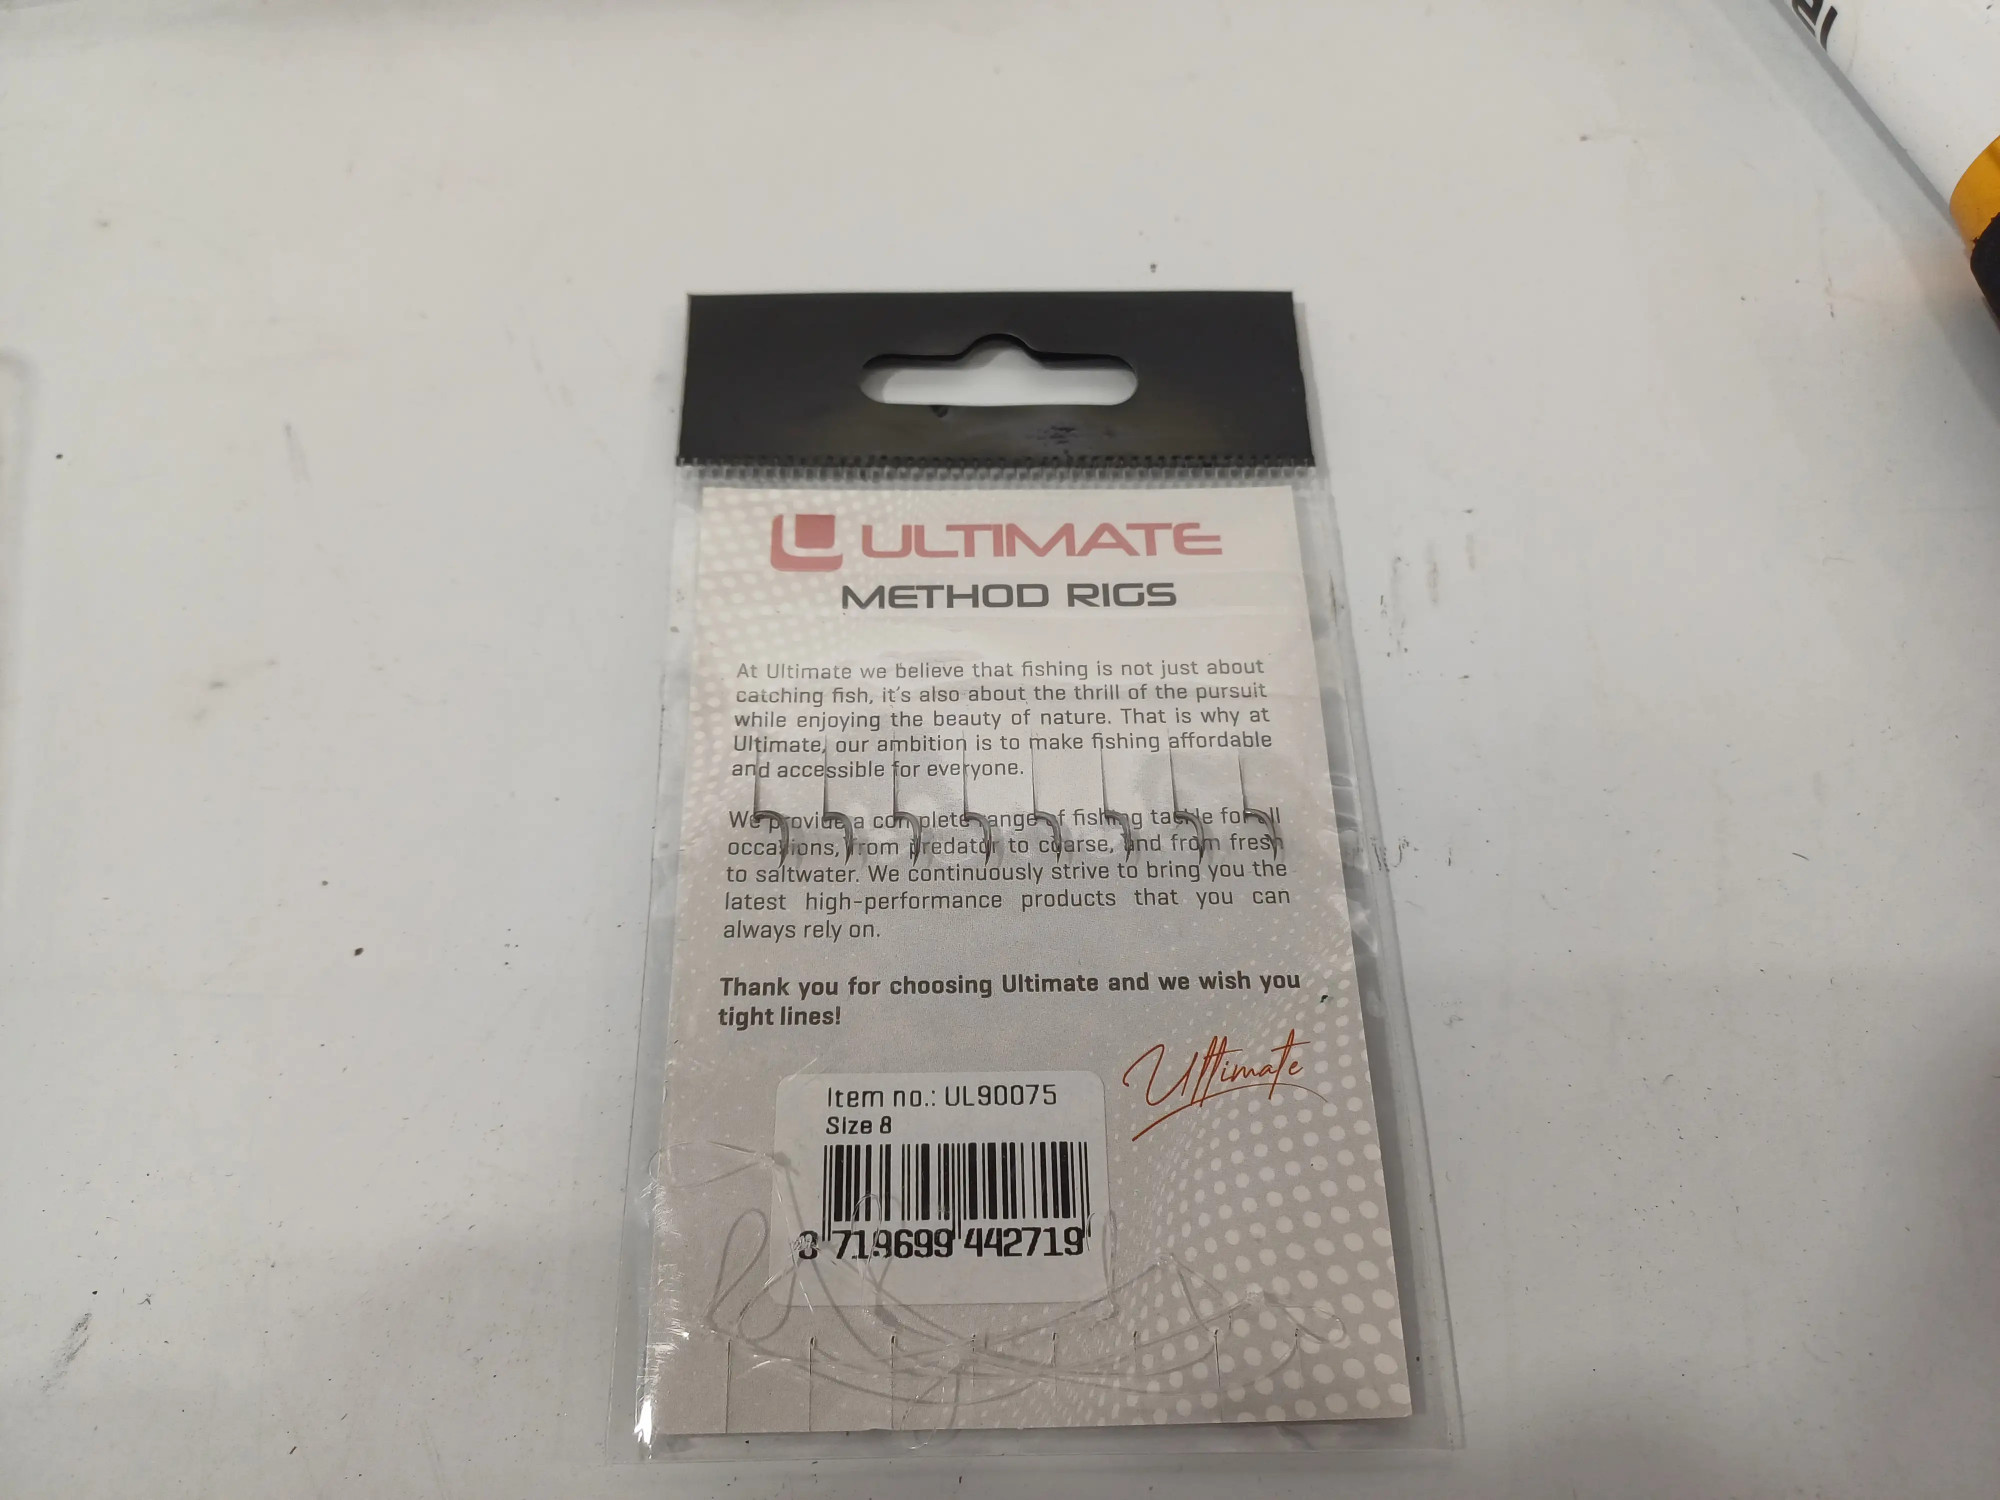 ULTIMATE
METHOD RIGS
At Ultimate we believe that fishing is not just about
catching fish, it's also about the thrill of the pursuit
while enjoying the beauty of nature. That is why at
Ultimate, our ambition is to make fishing affordable
and accessible for everyone.
We provide a complete range of fishing tackle for all
occasions, from predator to coarse, and from fresh
to saltwater. We continuously strive to bring you the
latest high-performance products that you can
always rely on.
Thank you for choosing Ultimate and we wish you
tight lines!
Ultimate
Item no.: UL90075
Size 8
8 719699 442719